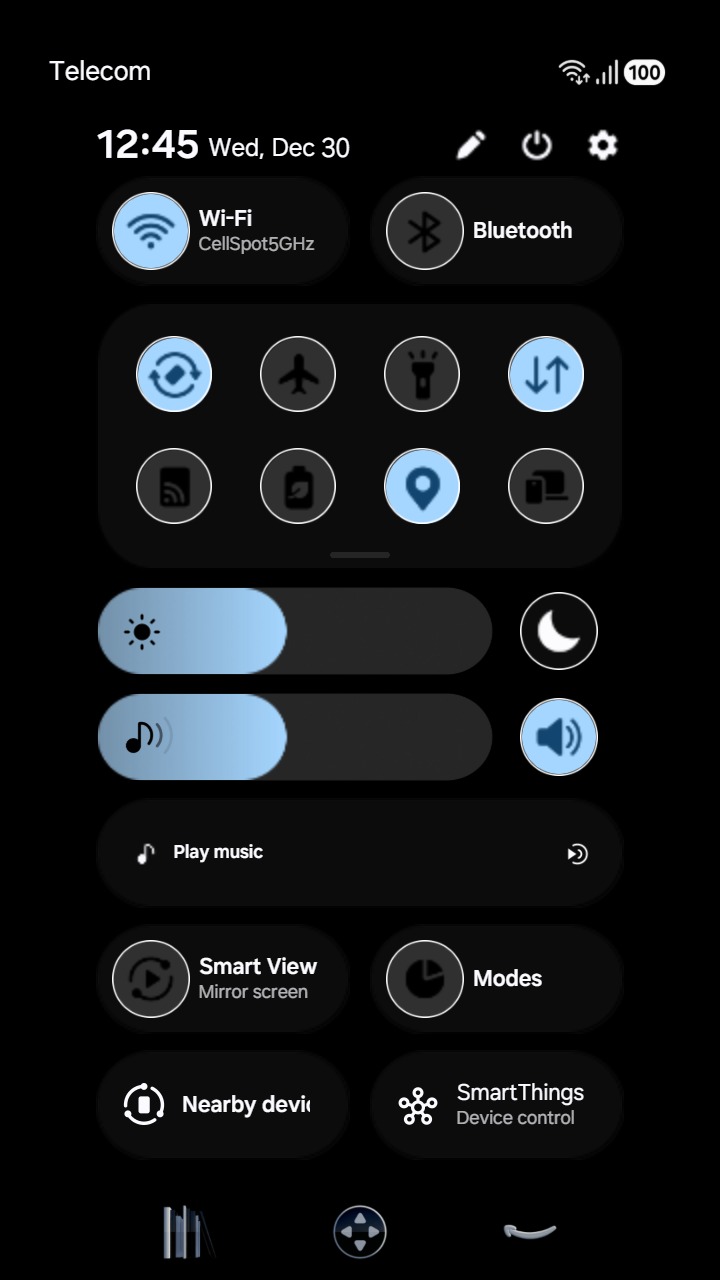 Telecom
100
12:45 Wed, Dec 30
Wi-Fi
CellSpot5GHz
Bluetooth
Play music
Smart View
Mirror screen
Modes
Nearby devi
SmartThings
Device control